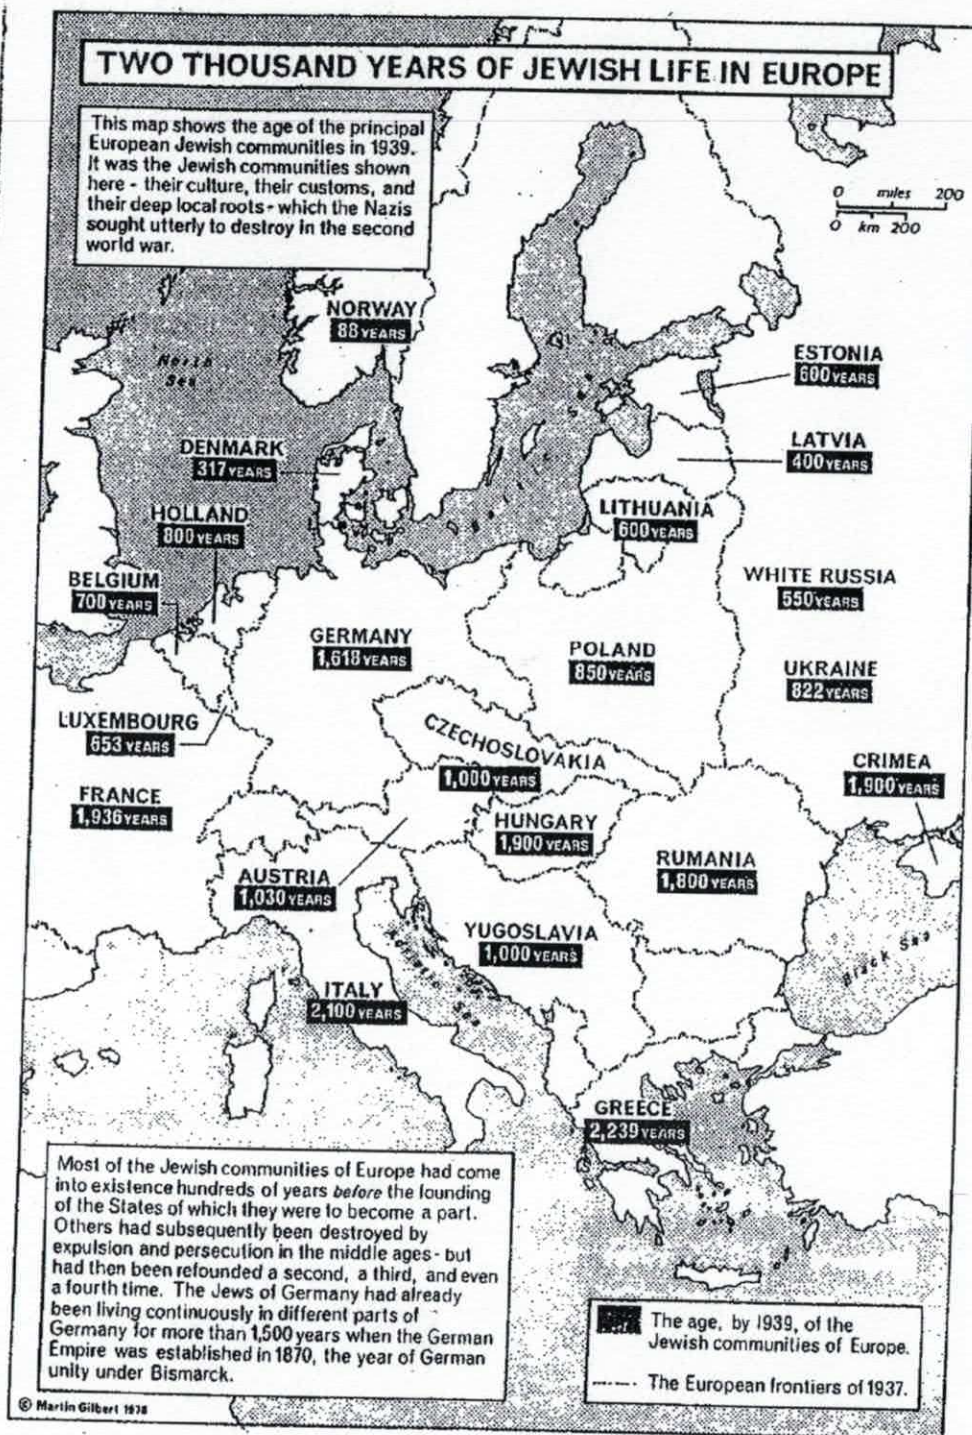 TWO THOUSAND YEARS OF JEWISH LIFE IN EUROPE
This map shows the age of the principal
European Jewish communities in 1939.
It was the Jewish communities shown
here - their culture, their customs, and
their deep local roots - which the Nazis
sought utterly to destroy in the second
world war.
0 miles 200
0 km 200
NORWAY
88 YEARS
North
Sea
ESTONIA
600 YEARS
DENMARK
317 YEARS
LATVIA
400 YEARS
HOLLAND
800 YEARS
LITHUANIA
600 YEARS
BELGIUM
700 YEARS
WHITE RUSSIA
550 YEARS
GERMANY
1,618 YEARS
POLAND
850 YEARS
UKRAINE
822 YEARS
LUXEMBOURG
653 YEARS
CZECHOSLOVAKIA
1,000 YEARS
CRIMEA
1,900 YEARS
FRANCE
1,936 YEARS
HUNGARY
1,900 YEARS
RUMANIA
1,800 YEARS
AUSTRIA
1,030 YEARS
YUGOSLAVIA
1,000 YEARS
Black Sea
ITALY
2,100 YEARS
Sea
GREECE
2,239 YEARS
Most of the Jewish communities of Europe had come
into existence hundreds of years before the founding
of the States of which they were to become a part.
Others had subsequently been destroyed by
expulsion and persecution in the middle ages - but
had then been refounded a second, a third, and even
a fourth time. The Jews of Germany had already
been living continuously in different parts of
Germany for more than 1,500 years when the German
Empire was established in 1870, the year of German
unity under Bismarck.
The age, by 1939, of the
Jewish communities of Europe.
The European frontiers of 1937.
© Martin Gilbert 1978